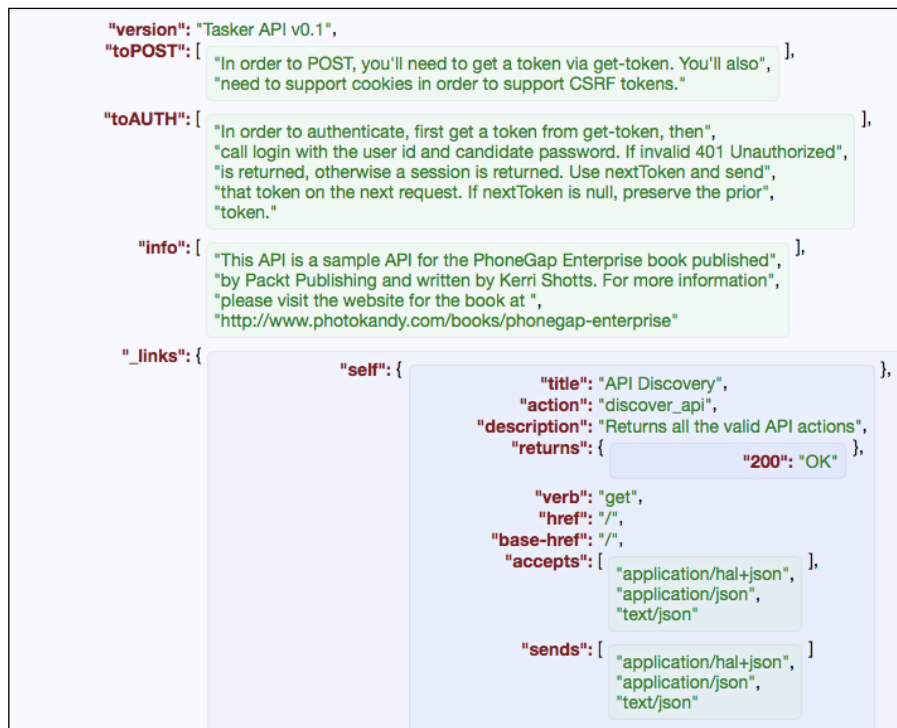 "version": "Tasker API v0.1",
"toPOST": [
"In order to POST, you'll need to get a token via get-token. You'll also",
"need to support cookies in order to support CSRF tokens."
],
"toAUTH": [
"In order to authenticate, first get a token from get-token, then",
"call login with the user id and candidate password. If invalid 401 Unauthorized",
"is returned, otherwise a session is returned. Use nextToken and send",
"that token on the next request. If nextToken is null, preserve the prior",
"token."
],
"info": [
"This API is a sample API for the PhoneGap Enterprise book published",
"by Packt Publishing and written by Kerri Shotts. For more information",
"please visit the website for the book at ",
"http://www.photokandy.com/books/phonegap-enterprise"
],
"_links": {
"self": {
"title": "API Discovery",
"action": "discover_api",
"description": "Returns all the valid API actions",
"returns": {
"200": "OK"
},
"verb": "get",
"href": "/",
"base-href": "/",
"accepts": [
"application/hal+json",
"application/json",
"text/json"
],
"sends": [
"application/hal+json",
"application/json",
"text/json"
]
},